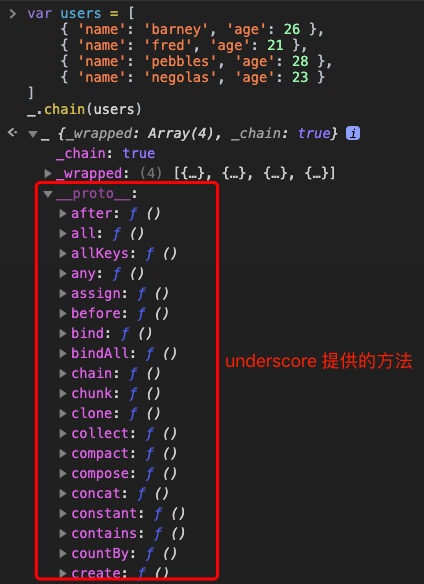 > var users = [
{ 'name': 'barney', 'age': 26 },
{ 'name': 'fred', 'age': 21 },
{ 'name': 'pebbles', 'age': 28 },
{ 'name': 'negolas', 'age': 23 }
]
_.chain(users)
_ {_wrapped: Array(4), _chain: true} i
_chain: true
_wrapped: (4) [{…}, {…}, {…}, {…}]
__proto__:
after: ƒ ()
all: ƒ ()
allKeys: ƒ ()
any: ƒ ()
assign: ƒ ()
before: ƒ ()
bind: ƒ ()
bindAll: ƒ ()
underscore 提供的方法
chain: ƒ ()
chunk: ƒ ()
clone: ƒ ()
collect: ƒ ()
compact: ƒ ()
compose: ƒ ()
concat: ƒ ()
constant: ƒ ()
contains: ƒ ()
countBy: ƒ ()
create: ƒ ()